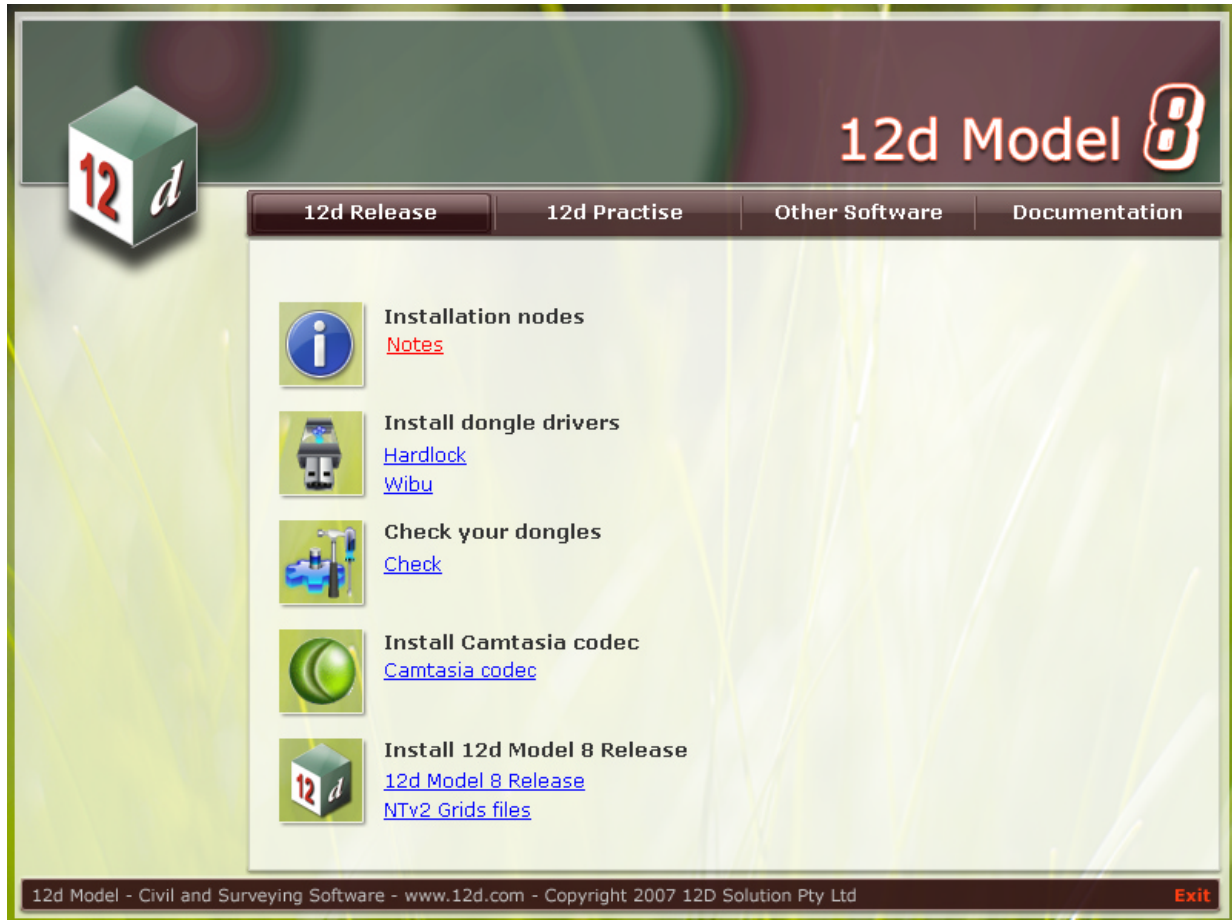 12d Model 8
12 d
12d Release 12d Practise Other Software Documentation
Installation nodes
Notes
Install dongle drivers
Hardlock
Wibu
Check your dongles
Check
Install Camtasia codec
Camtasia codec
Install 12d Model 8 Release
12 d
12d Model 8 Release
NTv2 Grids files
12d Model - Civil and Surveying Software - www.12d.com - Copyright 2007 12D Solution Pty Ltd Exit